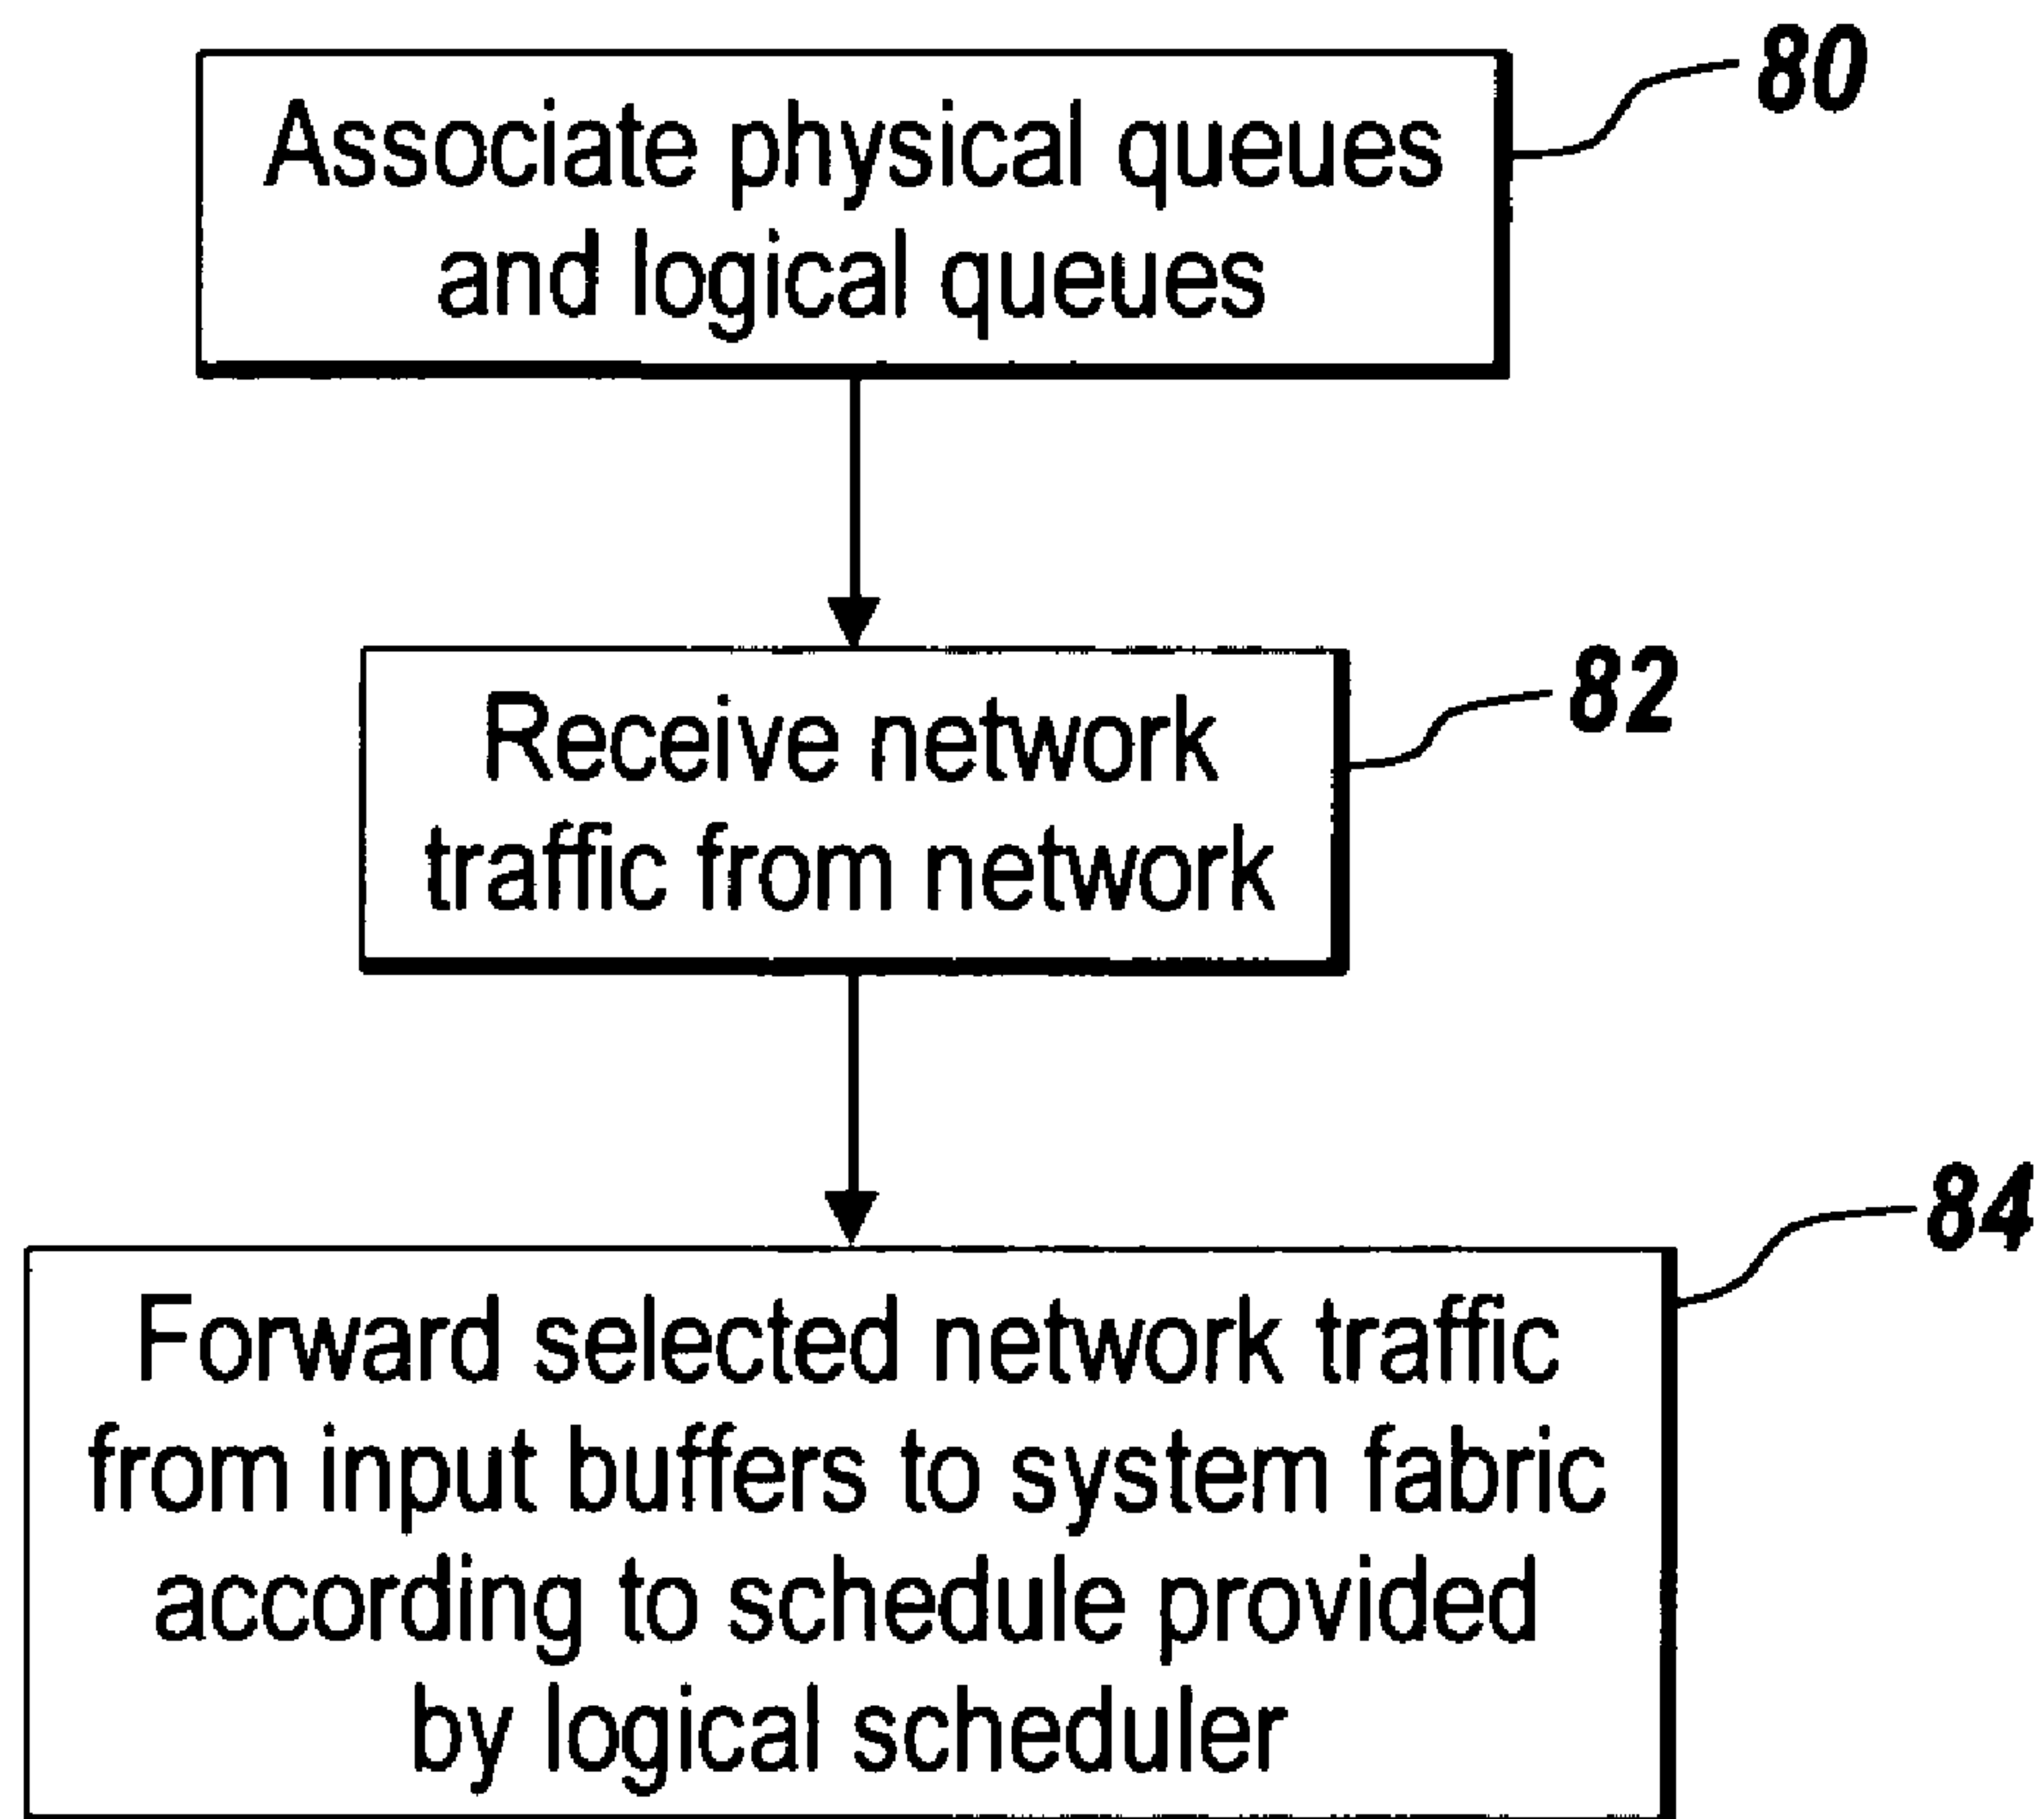 80
Associate physical queues
and logical queues
82
Receive network
traffic from network
84
Forward selected network traffic
from input buffers to system fabric
according to schedule provided
by logical scheduler